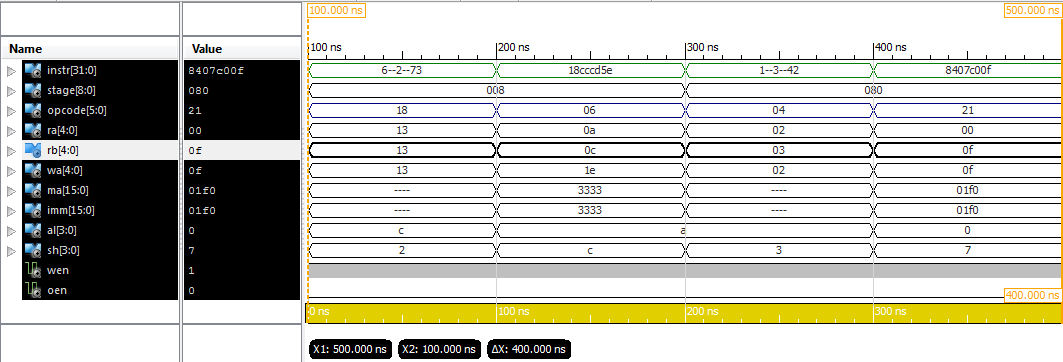 100.000 ns 500.000 ns
Name Value 100 ns 200 ns 300 ns 400 ns
instr[31:0] 8407c00f 6--2--73 18cccd5e 1--3--42 8407c00f
stage[8:0] 080 008 080
opcode[5:0] 21 18 06 04 21
ra[4:0] 00 13 0a 02 00
rb[4:0] 0f 13 0c 03 0f
wa[4:0] 0f 13 1e 02 0f
ma[15:0] 01f0 ---- 3333 ---- 01f0
imm[15:0] 01f0 ---- 3333 ---- 01f0
al[3:0] 0 c a 0
sh[3:0] 7 2 c 3 7
wen 1
oen 0
400.000 ns
0 ns 100 ns 200 ns 300 ns
X1: 500.000 ns X2: 100.000 ns ΔX: 400.000 ns